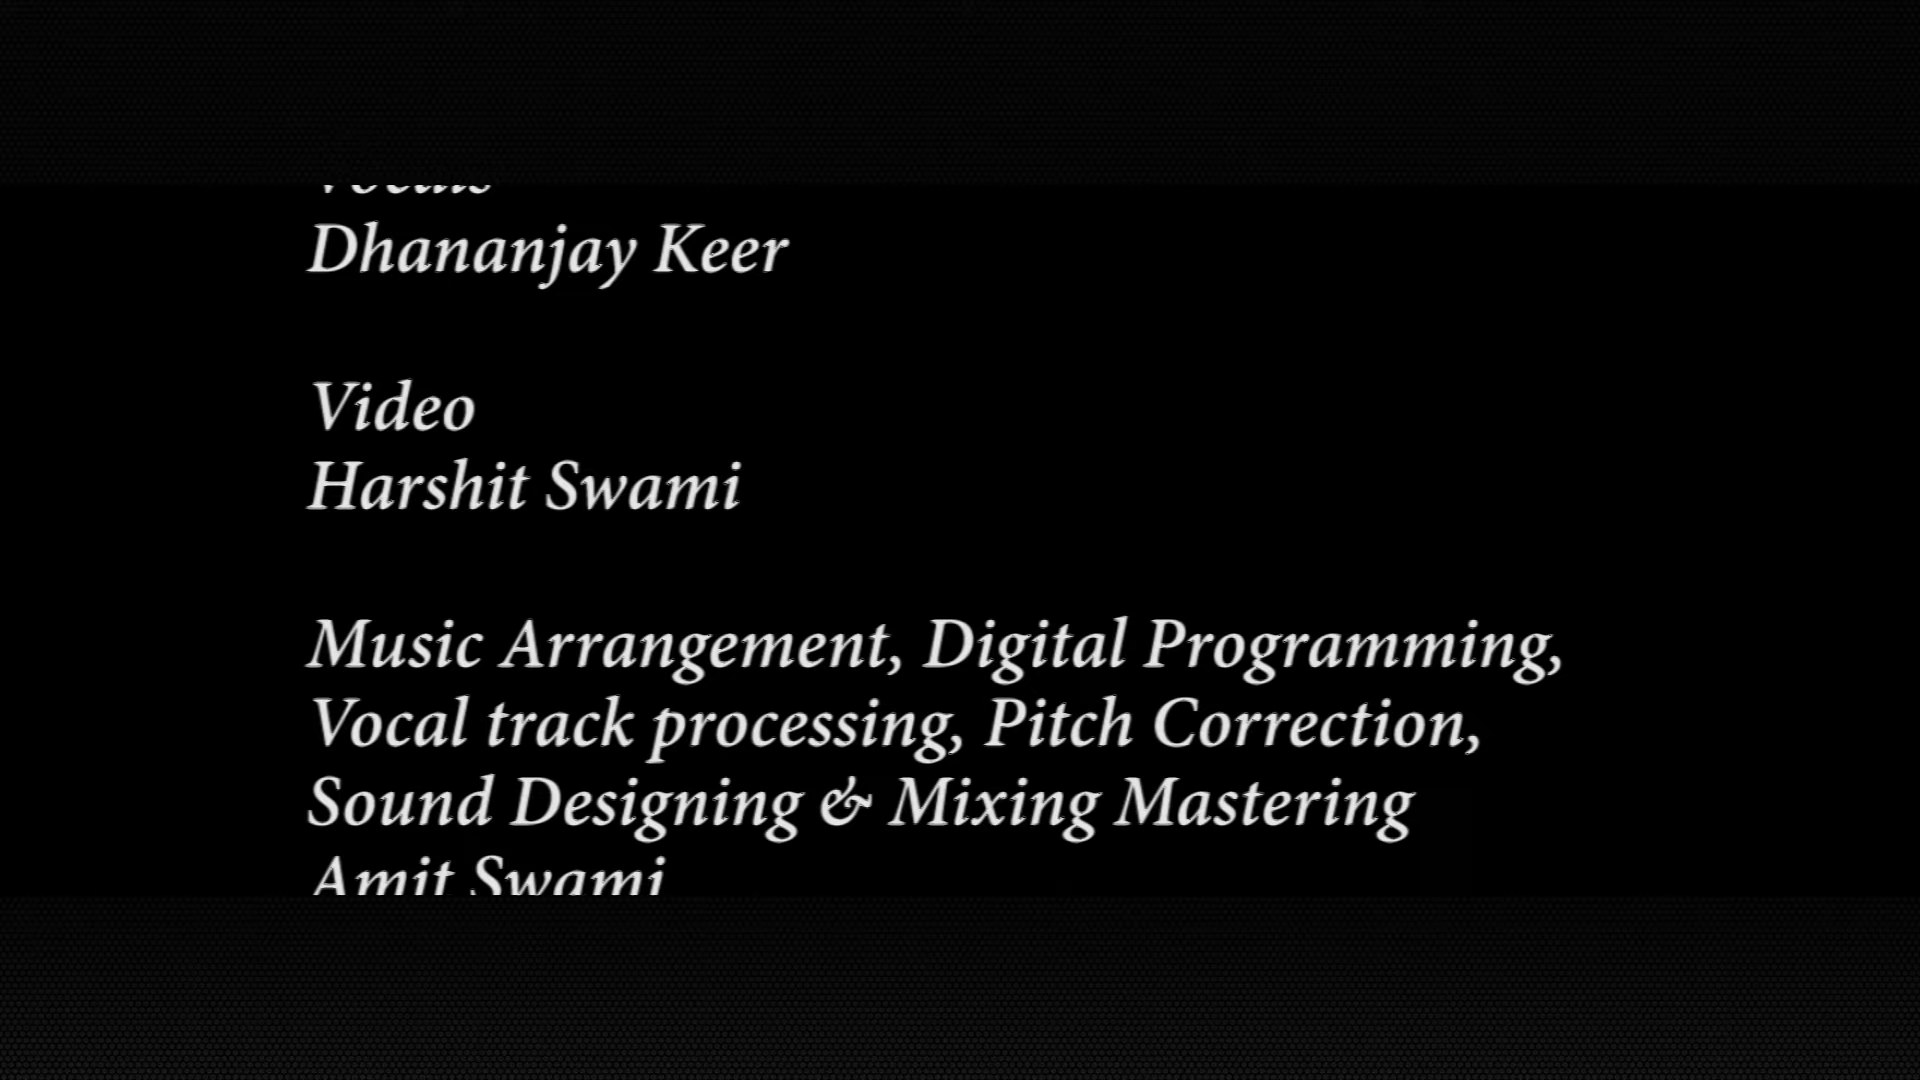 Vocals
Dhananjay Keer
Video
Harshit Swami
Music Arrangement, Digital Programming,
Vocal track processing, Pitch Correction,
Sound Designing & Mixing Mastering
Amit Swami